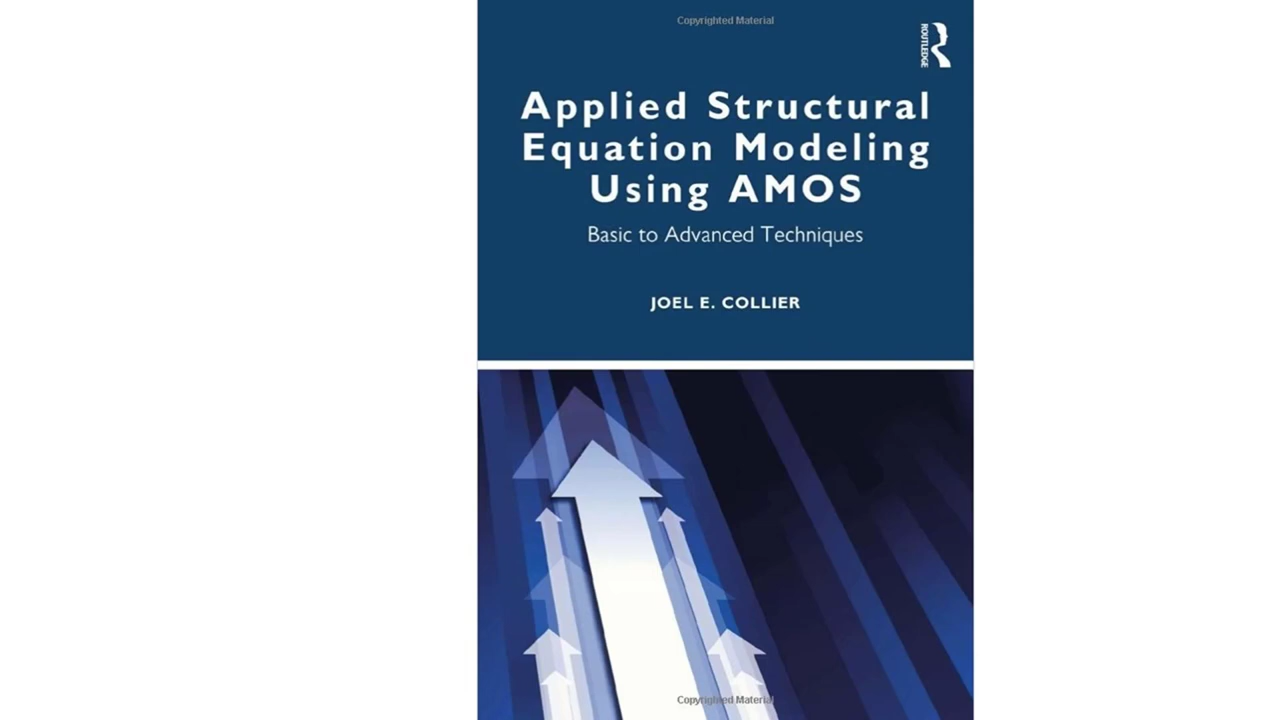 Copyrighted Material
ROUTLEDGE
Applied Structural
Equation Modeling
Using AMOS
Basic to Advanced Techniques
JOEL E. COLLIER
Copyrighted Material